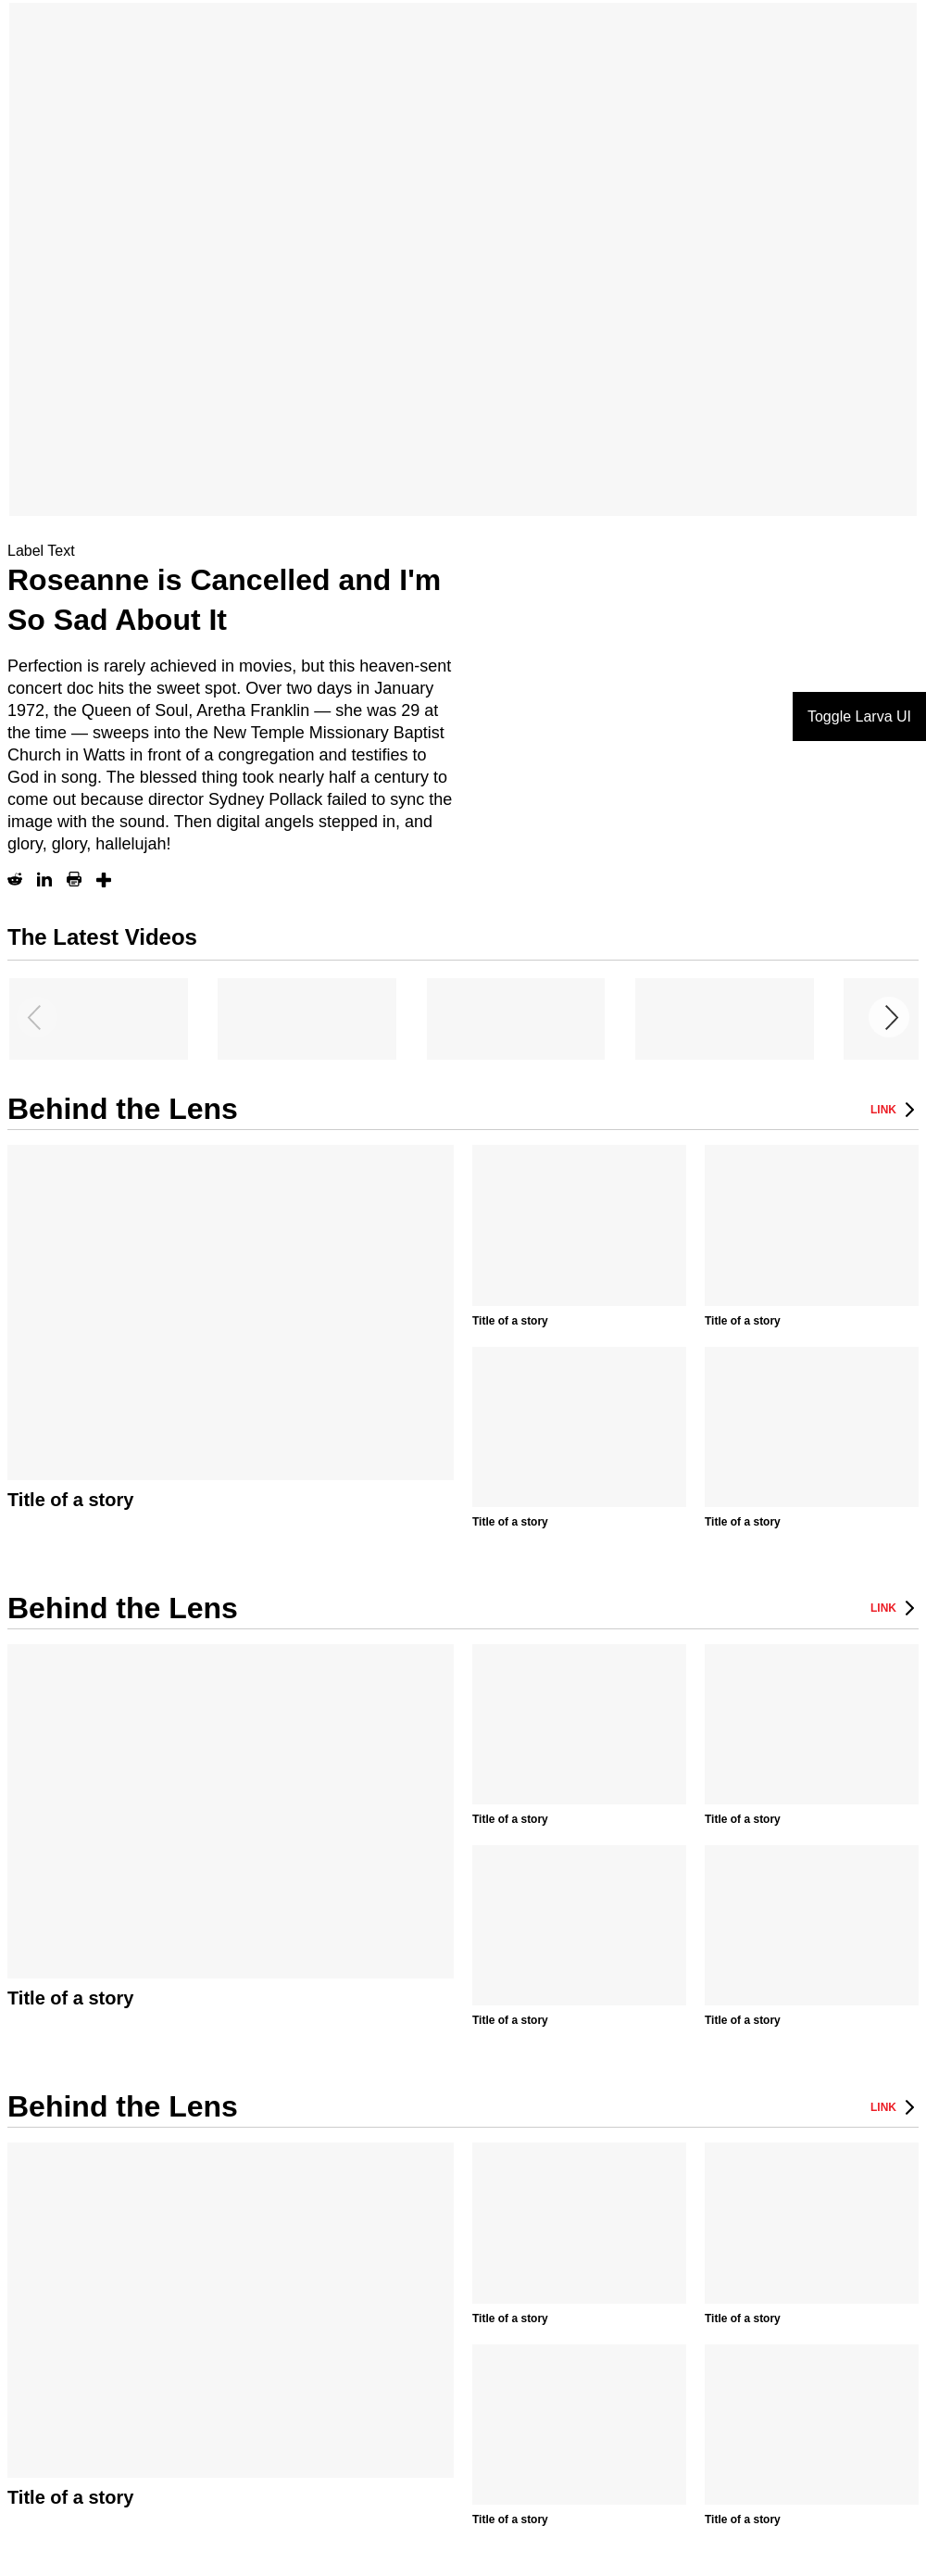 Label Text
Roseanne is Cancelled and I'm
So Sad About It
Perfection is rarely achieved in movies, but this heaven-sent
concert doc hits the sweet spot. Over two days in January
1972, the Queen of Soul, Aretha Franklin — she was 29 at
the time — sweeps into the New Temple Missionary Baptist
Church in Watts in front of a congregation and testifies to
God in song. The blessed thing took nearly half a century to
come out because director Sydney Pollack failed to sync the
image with the sound. Then digital angels stepped in, and
glory, glory, hallelujah!
Toggle Larva UI
The Latest Videos
Behind the Lens
LINK
Title of a story
Title of a story
Title of a story
Title of a story
Title of a story
Behind the Lens
LINK
Title of a story
Title of a story
Title of a story
Title of a story
Title of a story
Behind the Lens
LINK
Title of a story
Title of a story
Title of a story
Title of a story
Title of a story